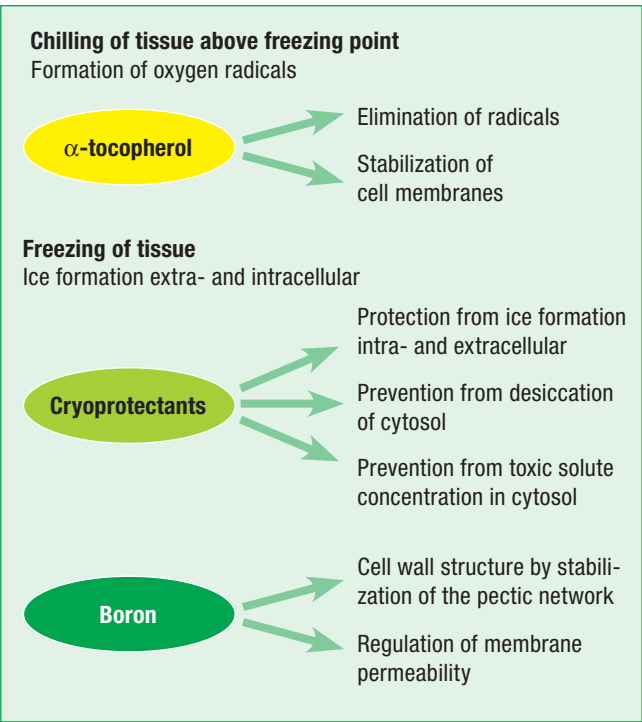 Chilling of tissue above freezing point
Formation of oxygen radicals
α-tocopherol
Elimination of radicals
Stabilization of
cell membranes
Freezing of tissue
Ice formation extra- and intracellular
Cryoprotectants
Protection from ice formation
intra- and extracellular
Prevention from desiccation
of cytosol
Prevention from toxic solute
concentration in cytosol
Boron
Cell wall structure by stabili-
zation of the pectic network
Regulation of membrane
permeability